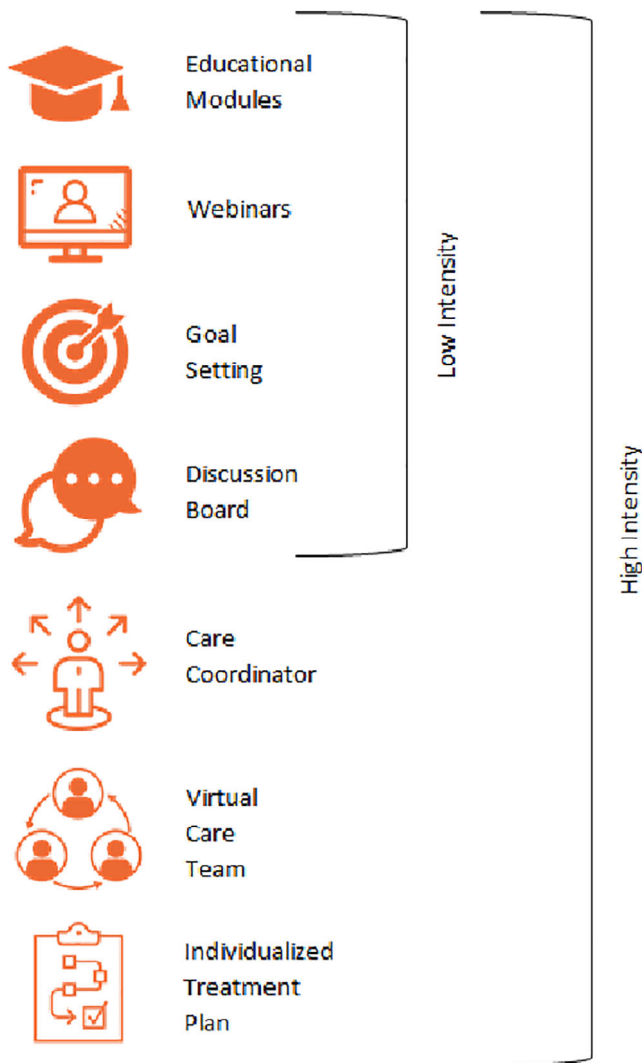 Educational
Modules
Webinars
Goal
Setting
Discussion
Board
Low Intensity
Care
Coordinator
High Intensity
Virtual
Care
Team
Individualized
Treatment
Plan